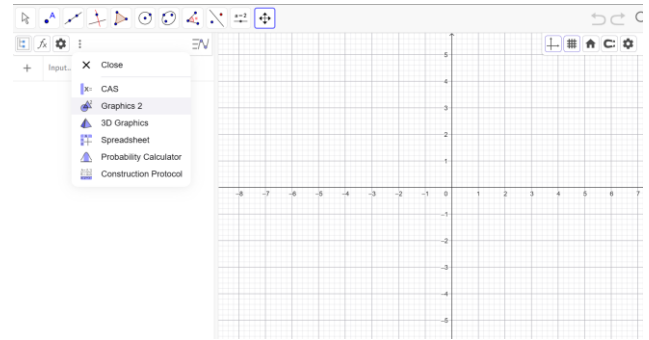 A
a=2
fx
Input...
Close
x=
CAS
Graphics 2
3D Graphics
Spreadsheet
Probability Calculator
Construction Protocol
5
4
3
2
1
-8 -7 -6 -5 -4 -3 -2 -1 0 1 2 3 4 5 6 7
-1
-2
-3
-4
-5